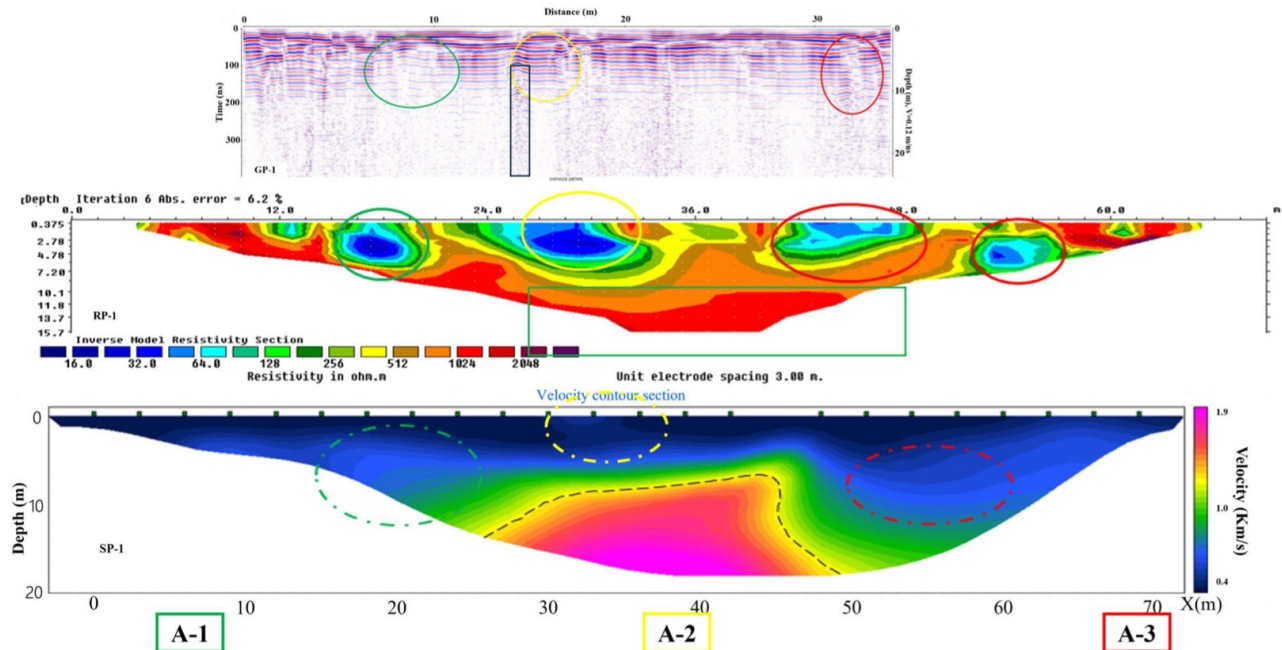 Distance (m)
0 10 20 30
0
100
200
300
Time (ns)
0
10
20
Depth (m), V=0.12 m/ns
GP-1
DISTANCE [METER]
Depth Iteration 6 Abs. error = 6.2 %
0.0 12.0 24.0 36.0 48.0 60.0 m
0.375
2.78
4.78
7.20
10.1
11.8
13.7
15.7
RP-1
Inverse Model Resistivity Section
16.0 32.0 64.0 128 256 512 1024 2048
Resistivity in ohm.m Unit electrode spacing 3.00 m.
Velocity contour section
0
10
20
Depth (m)
SP-1
1.9
1.0
0.4
Velocity (Km/s)
0 10 20 30 40 50 60 70 X(m)
A-1 A-2 A-3